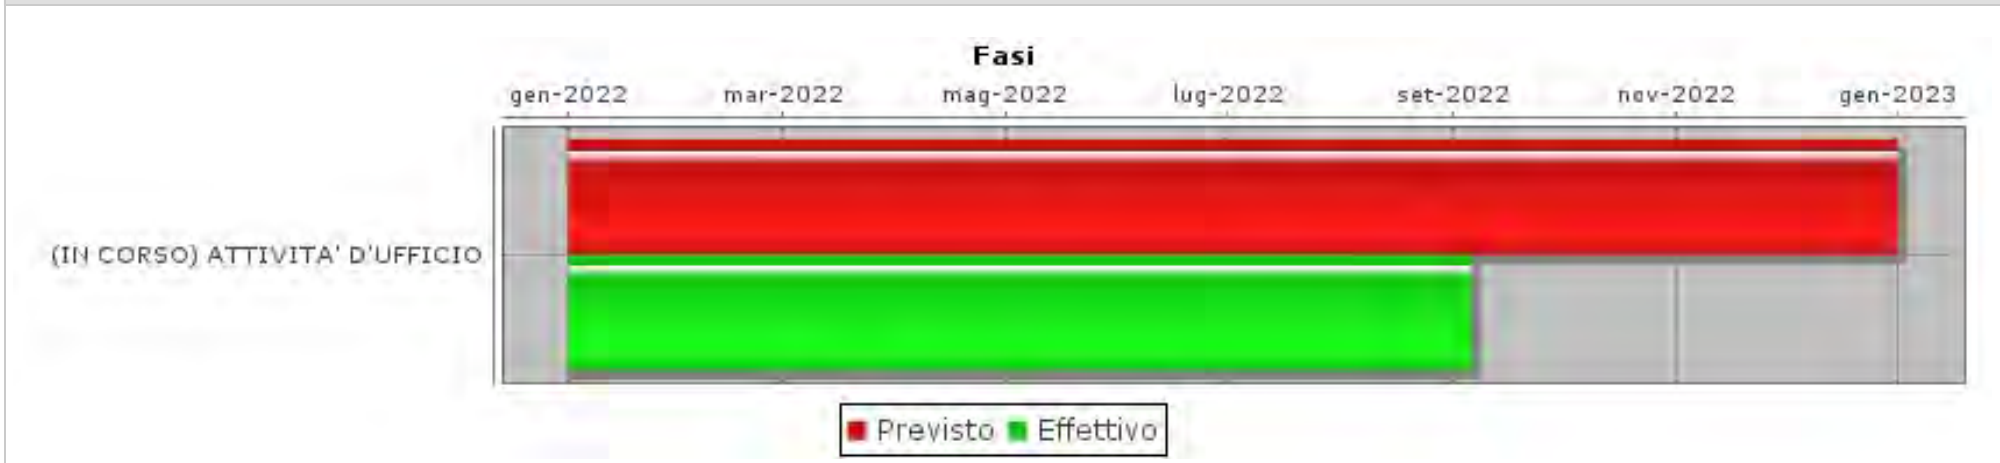 Fasi
gen-2022 mar-2022 mag-2022 lug-2022 set-2022 nov-2022 gen-2023
(IN CORSO) ATTIVITA' D'UFFICIO
Previsto Effettivo